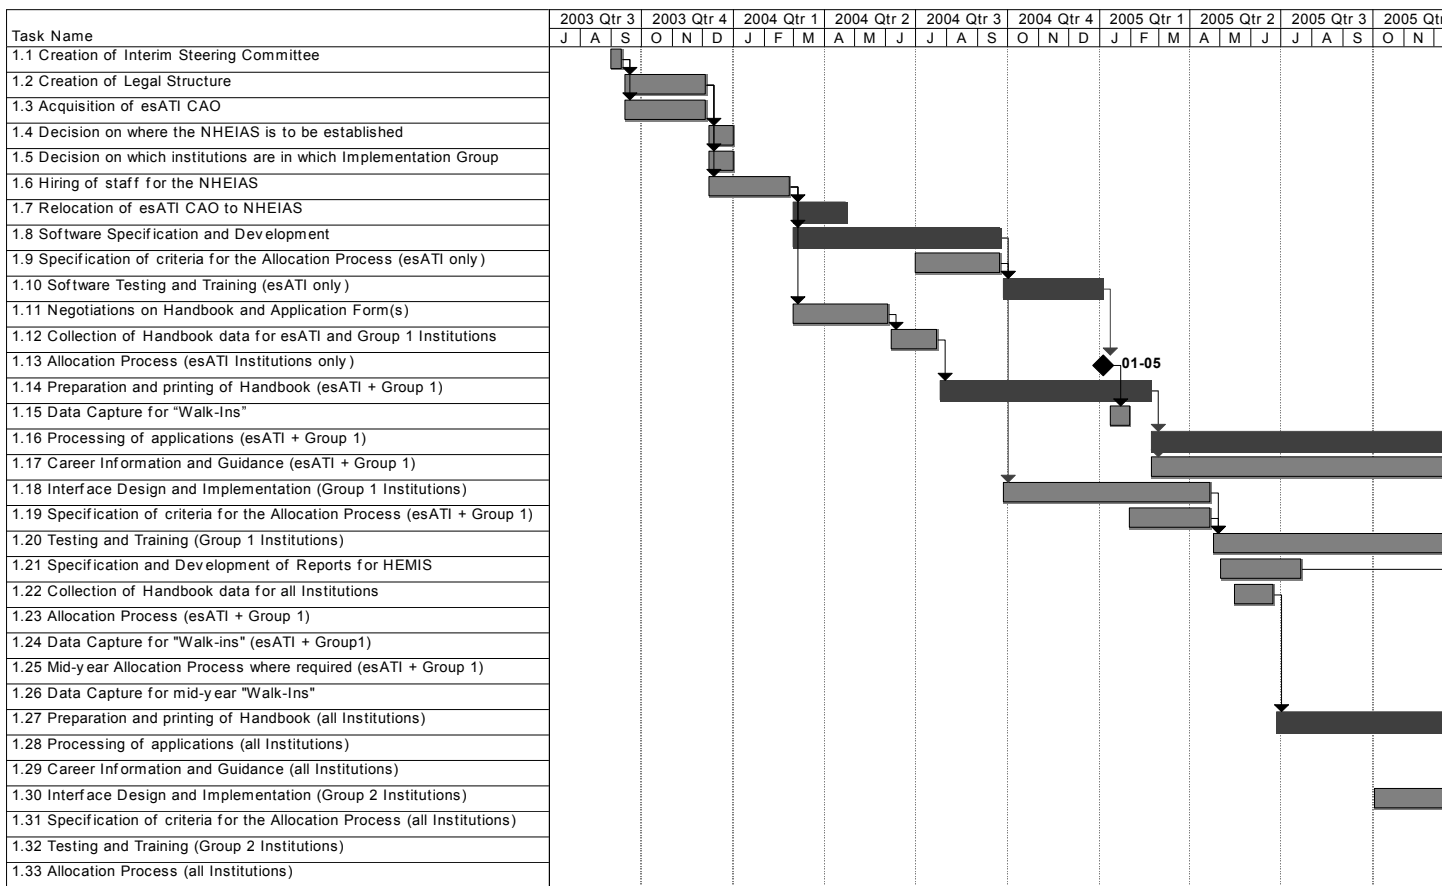 2003 Qtr 3 2003 Qtr 4 2004 Qtr 1 2004 Qtr 2 2004 Qtr 3 2004 Qtr 4 2005 Qtr 1 2005 Qtr 2 2005 Qtr 3 2005 Qtr
Task Name J A S O N D J F M A M J J A S O N D J F M A M J J A S O N
1.1 Creation of Interim Steering Committee
1.2 Creation of Legal Structure
1.3 Acquisition of esATI CAO
1.4 Decision on where the NHEIAS is to be established
1.5 Decision on which institutions are in which Implementation Group
1.6 Hiring of staff for the NHEIAS
1.7 Relocation of esATI CAO to NHEIAS
1.8 Software Specification and Development
1.9 Specification of criteria for the Allocation Process (esATI only)
1.10 Software Testing and Training (esATI only)
1.11 Negotiations on Handbook and Application Form(s)
1.12 Collection of Handbook data for esATI and Group 1 Institutions
1.13 Allocation Process (esATI Institutions only) 01-05
1.14 Preparation and printing of Handbook (esATI + Group 1)
1.15 Data Capture for “Walk-Ins”
1.16 Processing of applications (esATI + Group 1)
1.17 Career Information and Guidance (esATI + Group 1)
1.18 Interface Design and Implementation (Group 1 Institutions)
1.19 Specification of criteria for the Allocation Process (esATI + Group 1)
1.20 Testing and Training (Group 1 Institutions)
1.21 Specification and Development of Reports for HEMIS
1.22 Collection of Handbook data for all Institutions
1.23 Allocation Process (esATI + Group 1)
1.24 Data Capture for "Walk-ins" (esATI + Group1)
1.25 Mid-year Allocation Process where required (esATI + Group 1)
1.26 Data Capture for mid-year "Walk-Ins"
1.27 Preparation and printing of Handbook (all Institutions)
1.28 Processing of applications (all Institutions)
1.29 Career Information and Guidance (all Institutions)
1.30 Interface Design and Implementation (Group 2 Institutions)
1.31 Specification of criteria for the Allocation Process (all Institutions)
1.32 Testing and Training (Group 2 Institutions)
1.33 Allocation Process (all Institutions)